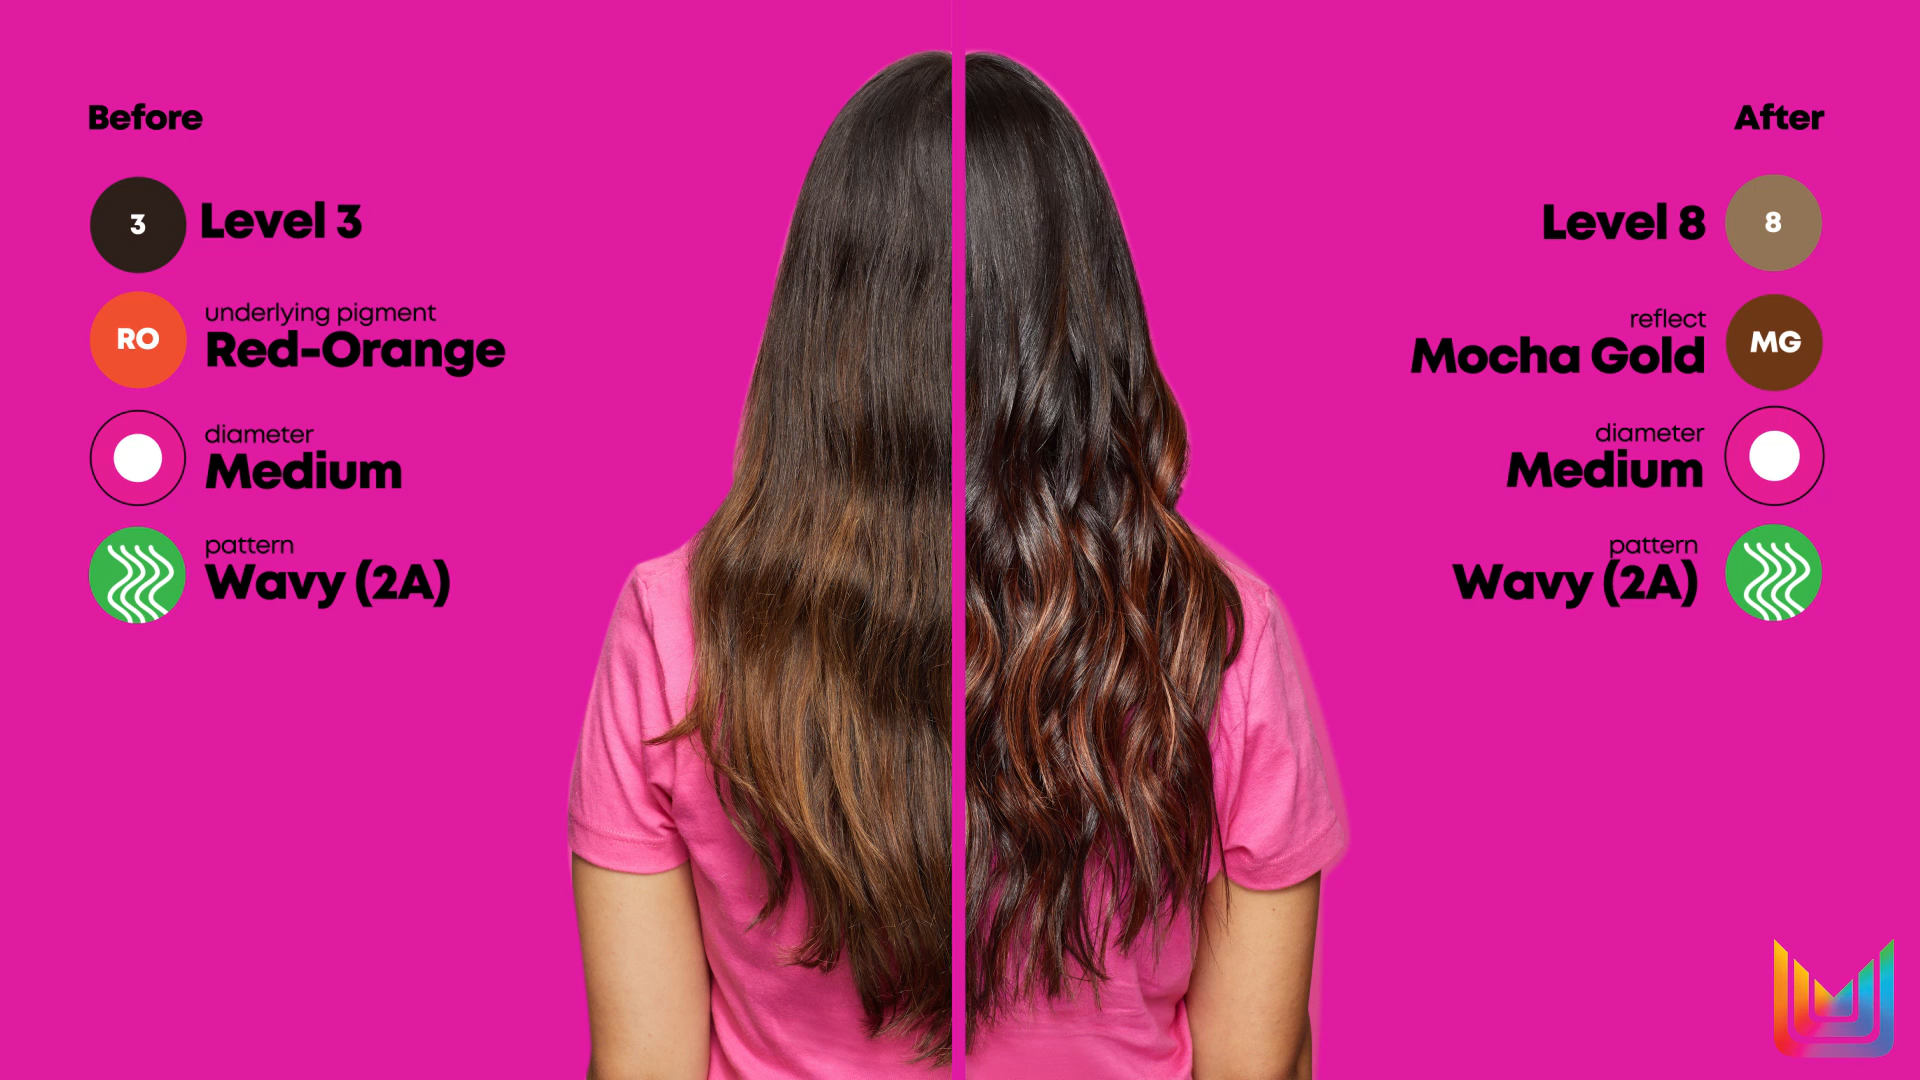 Before
3
Level 3
RO
underlying pigment
Red-Orange
diameter
Medium
pattern
Wavy (2A)
After
Level 8
8
reflect
Mocha Gold
MG
diameter
Medium
pattern
Wavy (2A)